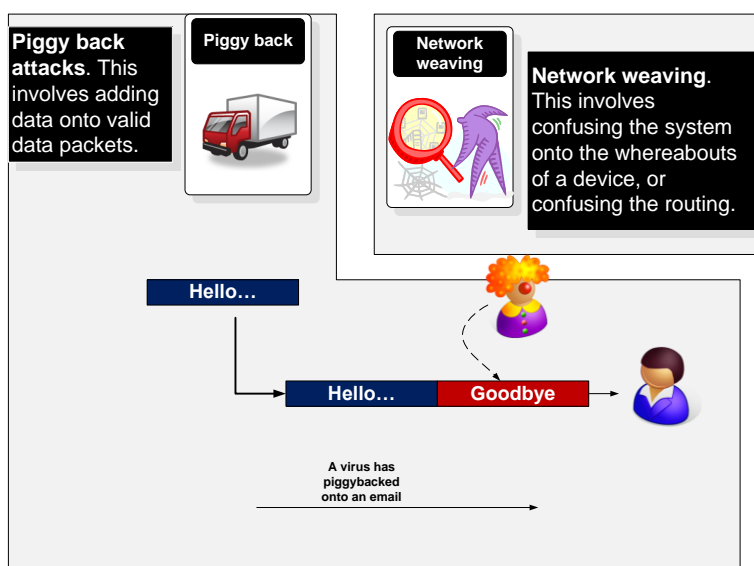 Piggy back
attacks. This
involves adding
data onto valid
data packets.
Piggy back
Network
weaving
Network weaving.
This involves
confusing the system
onto the whereabouts
of a device, or
confusing the routing.
Hello…
Hello…
Goodbye
A virus has
piggybacked
onto an email